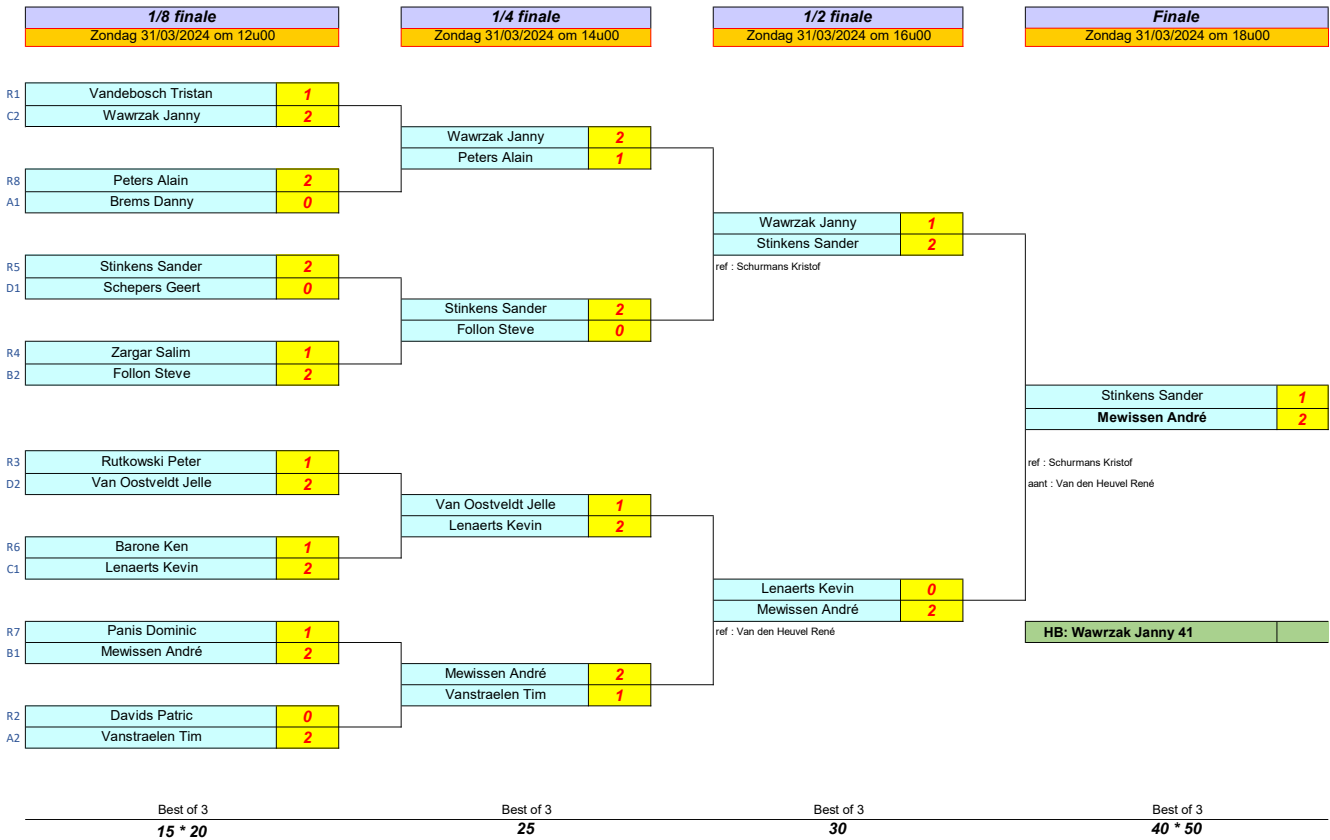 1/8 finale
Zondag 31/03/2024 om 12u00
R1 Vandebosch Tristan 1
C2 Wawrzak Janny 2
R8 Peters Alain 2
A1 Brems Danny 0
R5 Stinkens Sander 2
D1 Schepers Geert 0
R4 Zargar Salim 1
B2 Follon Steve 2
R3 Rutkowski Peter 1
D2 Van Oostveldt Jelle 2
R6 Barone Ken 1
C1 Lenaerts Kevin 2
R7 Panis Dominic 1
B1 Mewissen André 2
R2 Davids Patric 0
A2 Vanstraelen Tim 2
Best of 3
15 * 20
1/4 finale
Zondag 31/03/2024 om 14u00
Wawrzak Janny 2
Peters Alain 1
Stinkens Sander 2
Follon Steve 0
Van Oostveldt Jelle 1
Lenaerts Kevin 2
Mewissen André 2
Vanstraelen Tim 1
Best of 3
25
1/2 finale
Zondag 31/03/2024 om 16u00
Wawrzak Janny 1
Stinkens Sander 2
ref : Schurmans Kristof
Lenaerts Kevin 0
Mewissen André 2
ref : Van den Heuvel René
Best of 3
30
Finale
Zondag 31/03/2024 om 18u00
Stinkens Sander 1
Mewissen André 2
ref : Schurmans Kristof
aant : Van den Heuvel René
HB: Wawrzak Janny 41
Best of 3
40 * 50